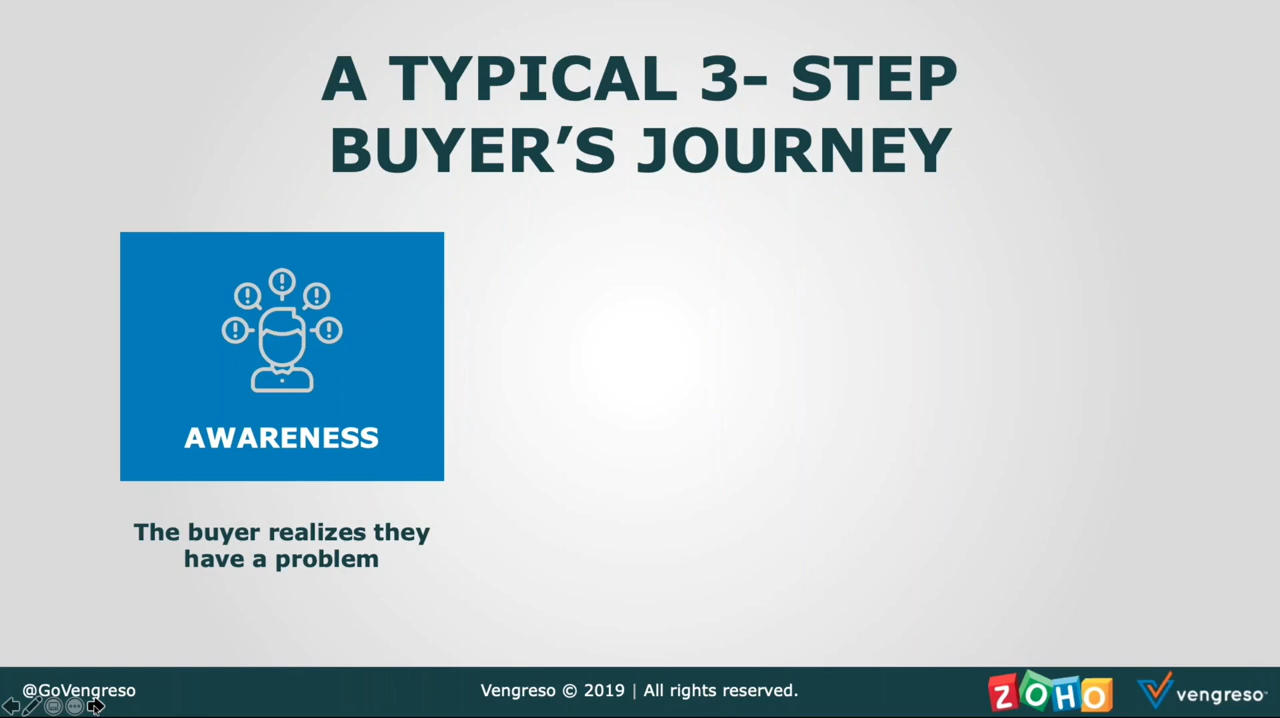 A TYPICAL 3- STEP
BUYER’S JOURNEY
AWARENESS
The buyer realizes they
have a problem
@GoVengreso
Vengreso © 2019 | All rights reserved.
ZOHO
vengreso